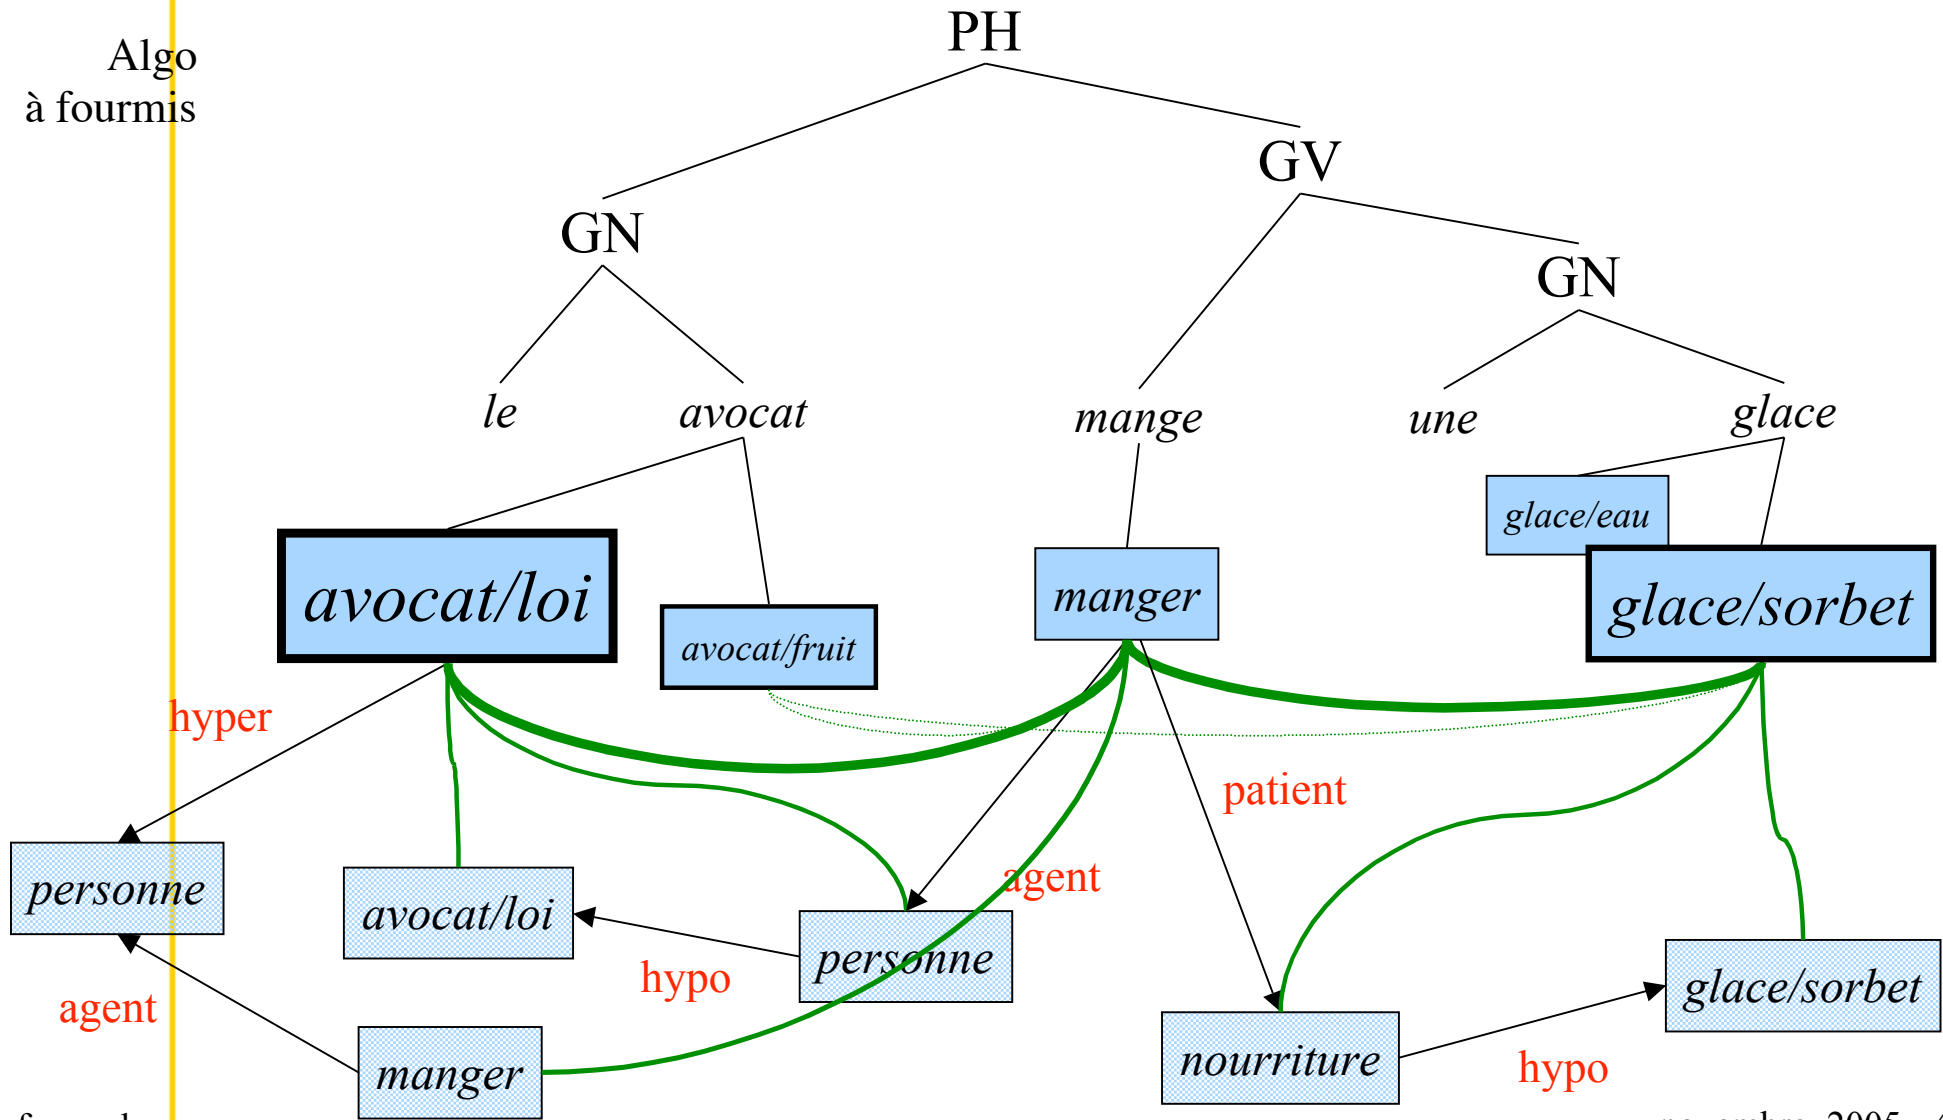 Algo
à fourmis
PH
GV
GN
GN
le
avocat
mange
une
glace
glace/eau
avocat/loi
avocat/fruit
manger
glace/sorbet
hyper
patient
personne
avocat/loi
agent
personne
hypo
glace/sorbet
agent
manger
nourriture
hypo